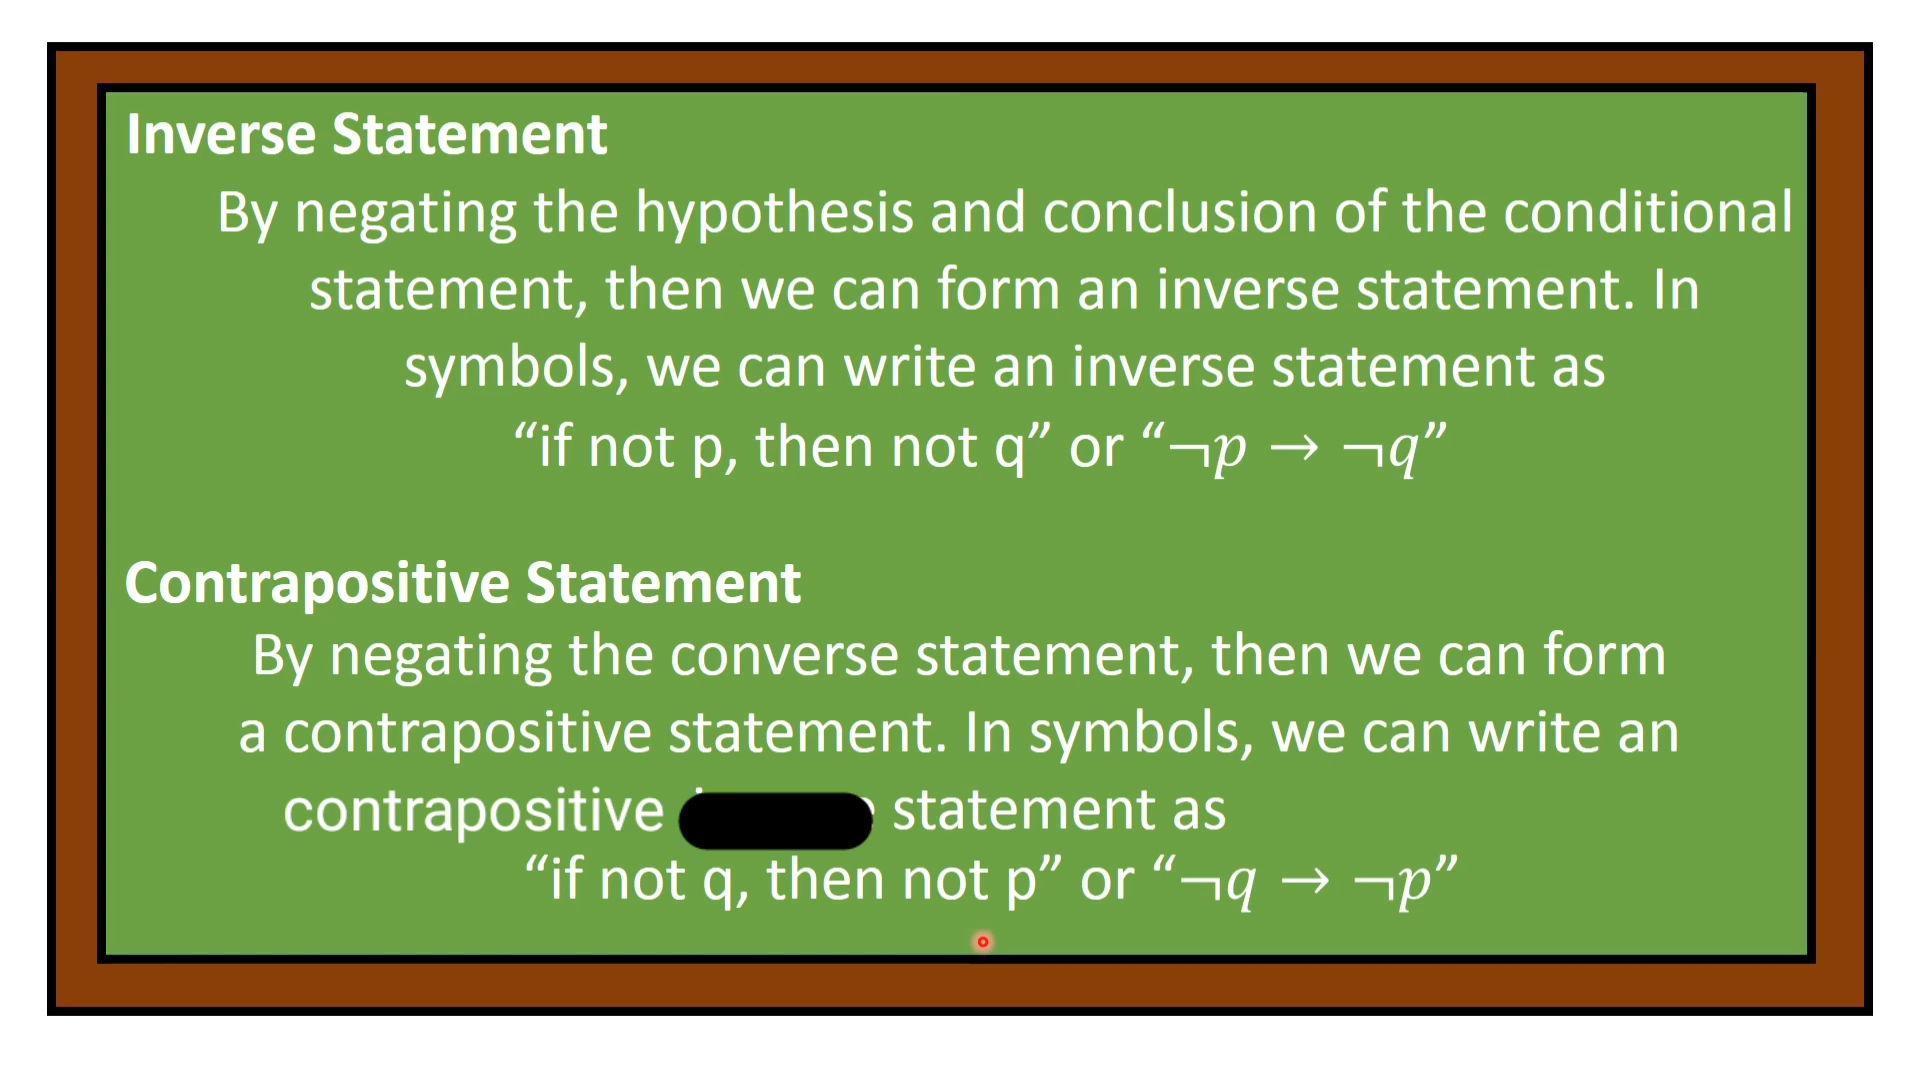 Inverse Statement
By negating the hypothesis and conclusion of the conditional
statement, then we can form an inverse statement. In
symbols, we can write an inverse statement as
“if not p, then not q” or “¬p → ¬q”
Contrapositive Statement
By negating the converse statement, then we can form
a contrapositive statement. In symbols, we can write an
contrapositive statement as
“if not q, then not p” or “¬q → ¬p”